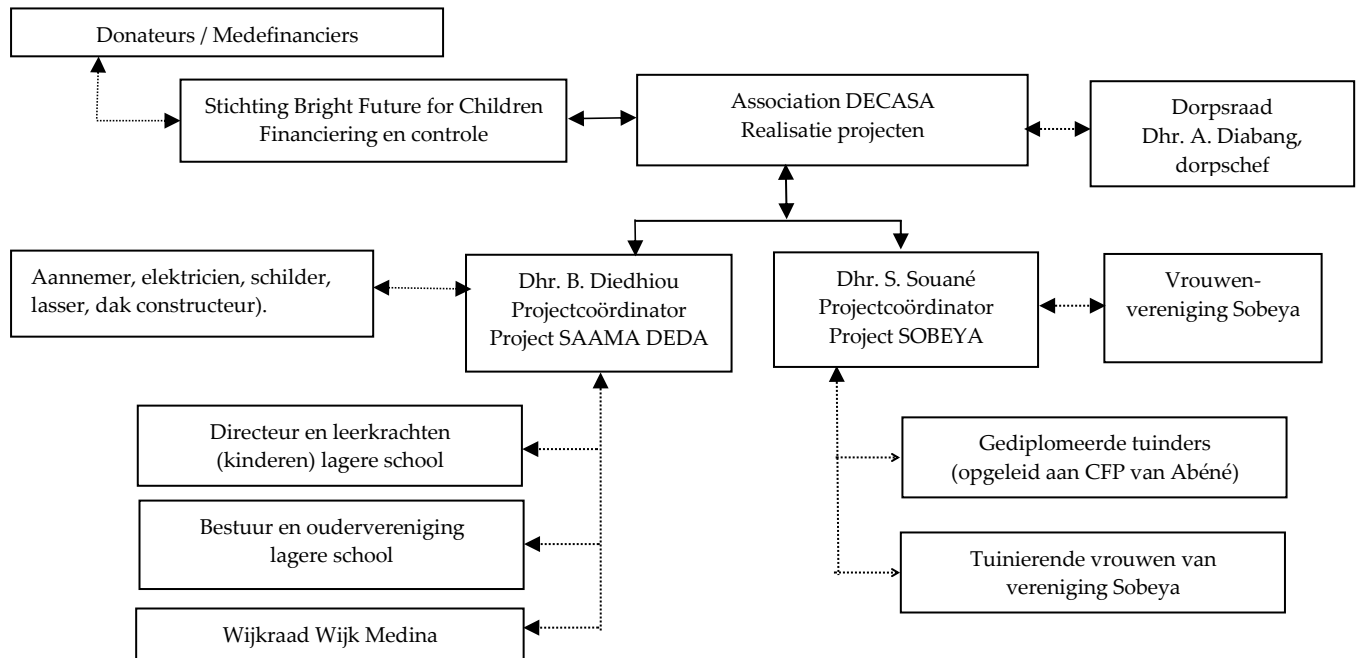 Donateurs / Medefinanciers
Stichting Bright Future for Children
Financiering en controle
Association DECASA
Realisatie projecten
Dorpsraad
Dhr. A. Diabang,
dorpschef
Aannemer, elektricien, schilder,
lasser, dak constructeur).
Dhr. B. Diedhiou
Projectcoördinator
Project SAAMA DEDA
Dhr. S. Souané
Projectcoördinator
Project SOBEYA
Vrouwen-
vereniging Sobeya
Directeur en leerkrachten
(kinderen) lagere school
Bestuur en oudervereniging
lagere school
Wijkraad Wijk Medina
Gediplomeerde tuinders
(opgeleid aan CFP van Abéné)
Tuinierende vrouwen van
vereniging Sobeya